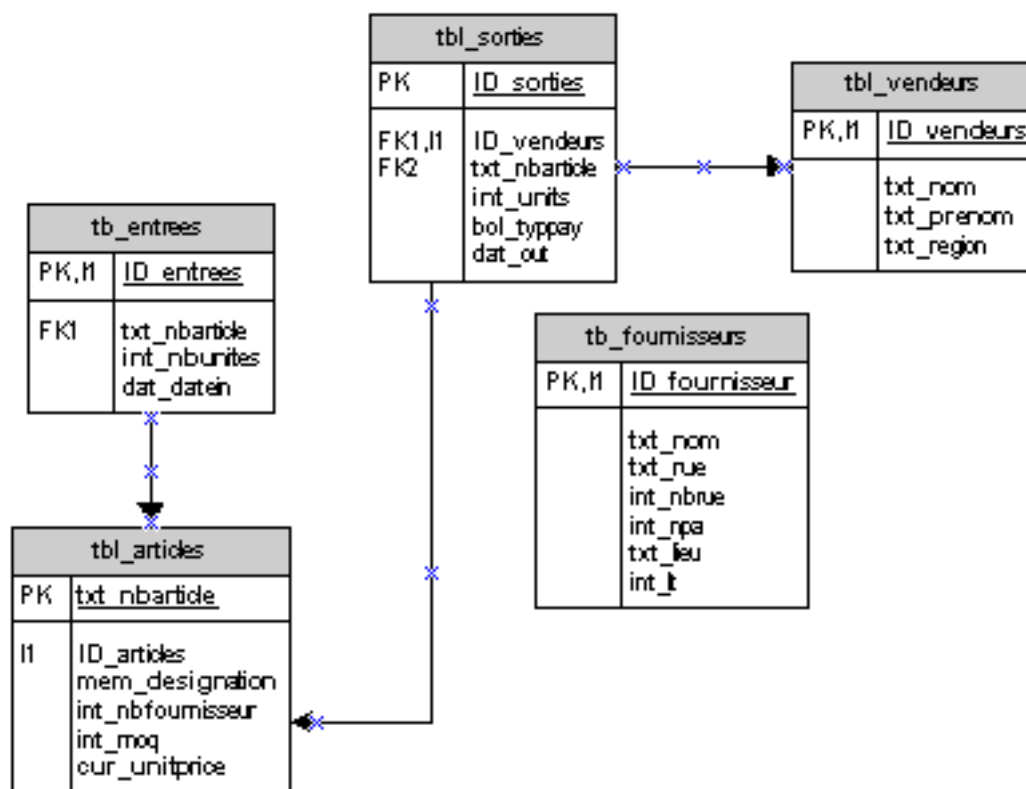 tbl_sorties
PK ID_sorties
FK1,I1 ID_vendeurs
FK2 txt_nbarticle
int_units
bol_typpay
dat_out
tbl_vendeurs
PK,I1 ID_vendeurs
txt_nom
txt_prenom
txt_region
tb_entrees
PK,I1 ID_entrees
FK1 txt_nbarticle
int_nbunites
dat_datein
tb_fournisseurs
PK,I1 ID_fournisseur
txt_nom
txt_rue
int_nbrue
int_npa
txt_lieu
int_lt
tbl_articles
PK txt_nbarticle
I1 ID_articles
mem_designation
int_nbfournisseur
int_moq
cur_unitprice